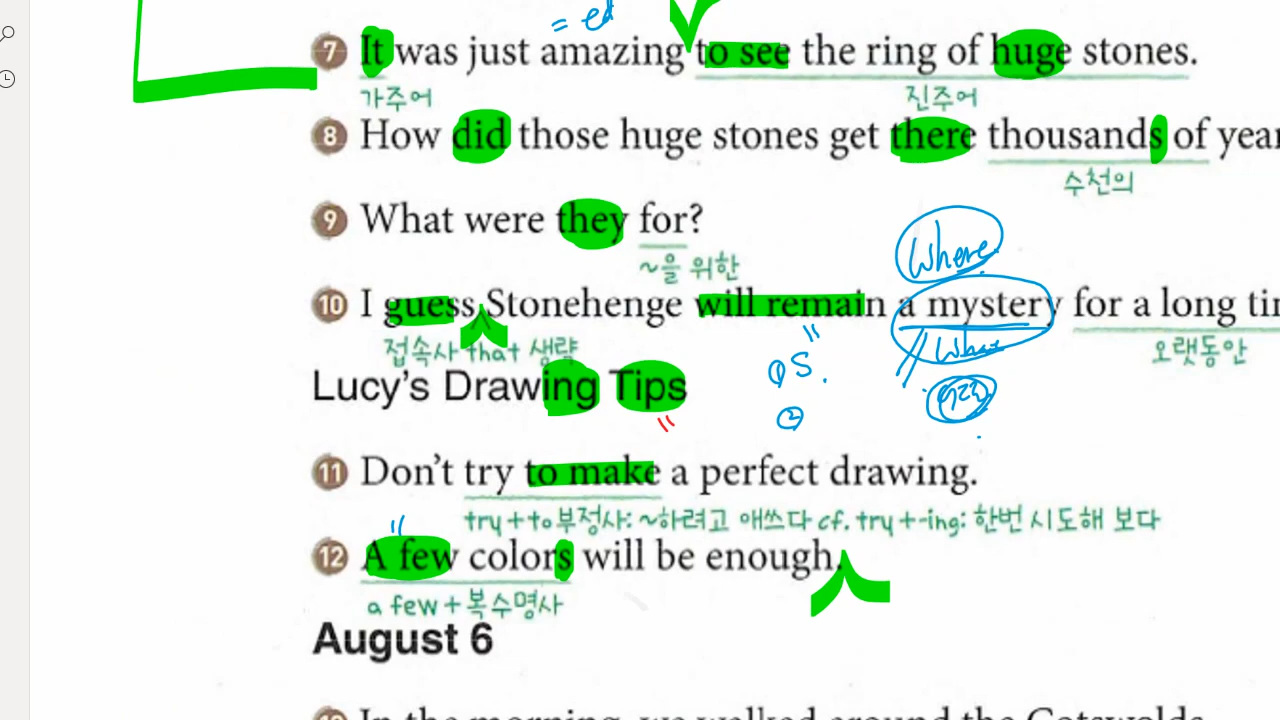 = ed
7 It was just amazing to see the ring of huge stones.
가주어 진주어
8 How did those huge stones get there thousands of year
수천의
9 What were they for?
~을 위한
Where
10 I guess Stonehenge will remain a mystery for a long tin
접속사 that 생략 오랫동안
What
① S.
②
Lucy's Drawing Tips
11 Don't try to make a perfect drawing.
try+to부정사: ~하려고 애쓰다 cf. try+-ing: 한번 시도해 보다
12 A few colors will be enough.
a few + 복수명사
August 6